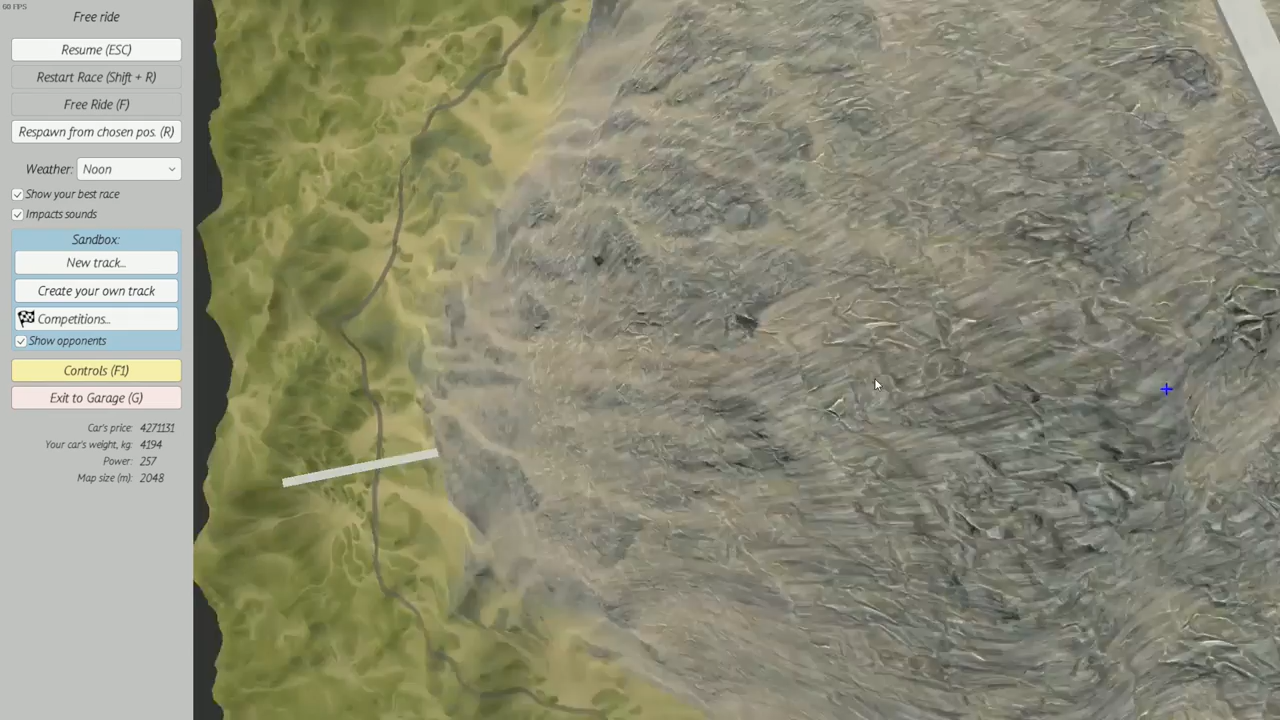 60 FPS
Free ride
Resume (ESC)
Restart Race (Shift + R)
Free Ride (F)
Respawn from chosen pos. (R)
Weather: Noon
Show your best race
Impacts sounds
Sandbox:
New track...
Create your own track
Competitions...
Show opponents
Controls (F1)
Exit to Garage (G)
Car's price: 4271131
Your car's weight, kg: 4194
Power: 257
Map size (m): 2048